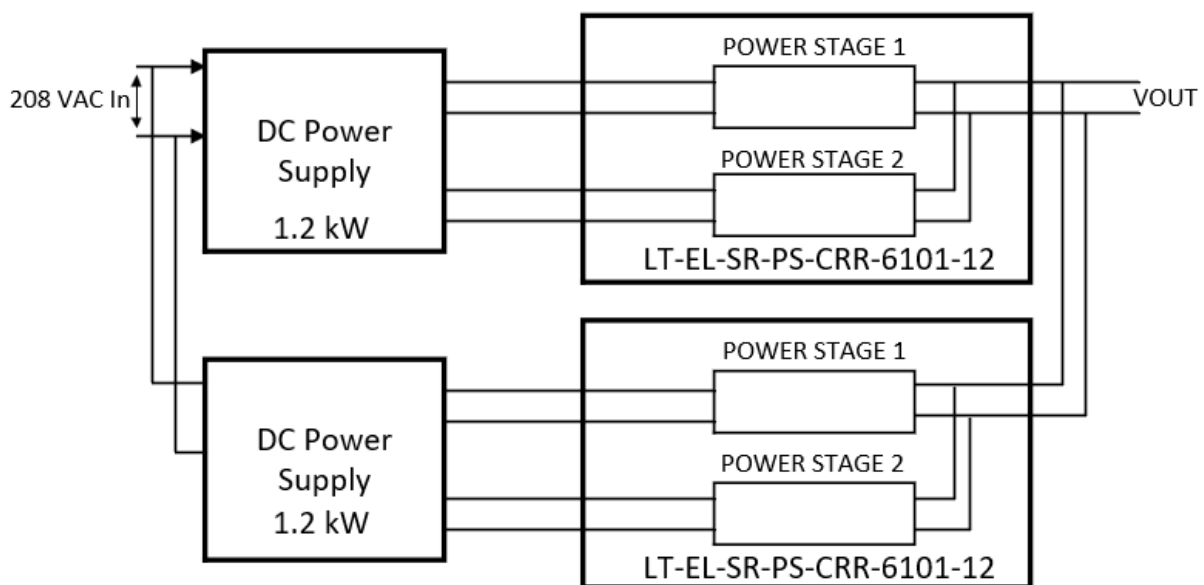 208 VAC In
DC Power
Supply
1.2 kW
POWER STAGE 1
POWER STAGE 2
LT-EL-SR-PS-CRR-6101-12
VOUT
DC Power
Supply
1.2 kW
POWER STAGE 1
POWER STAGE 2
LT-EL-SR-PS-CRR-6101-12